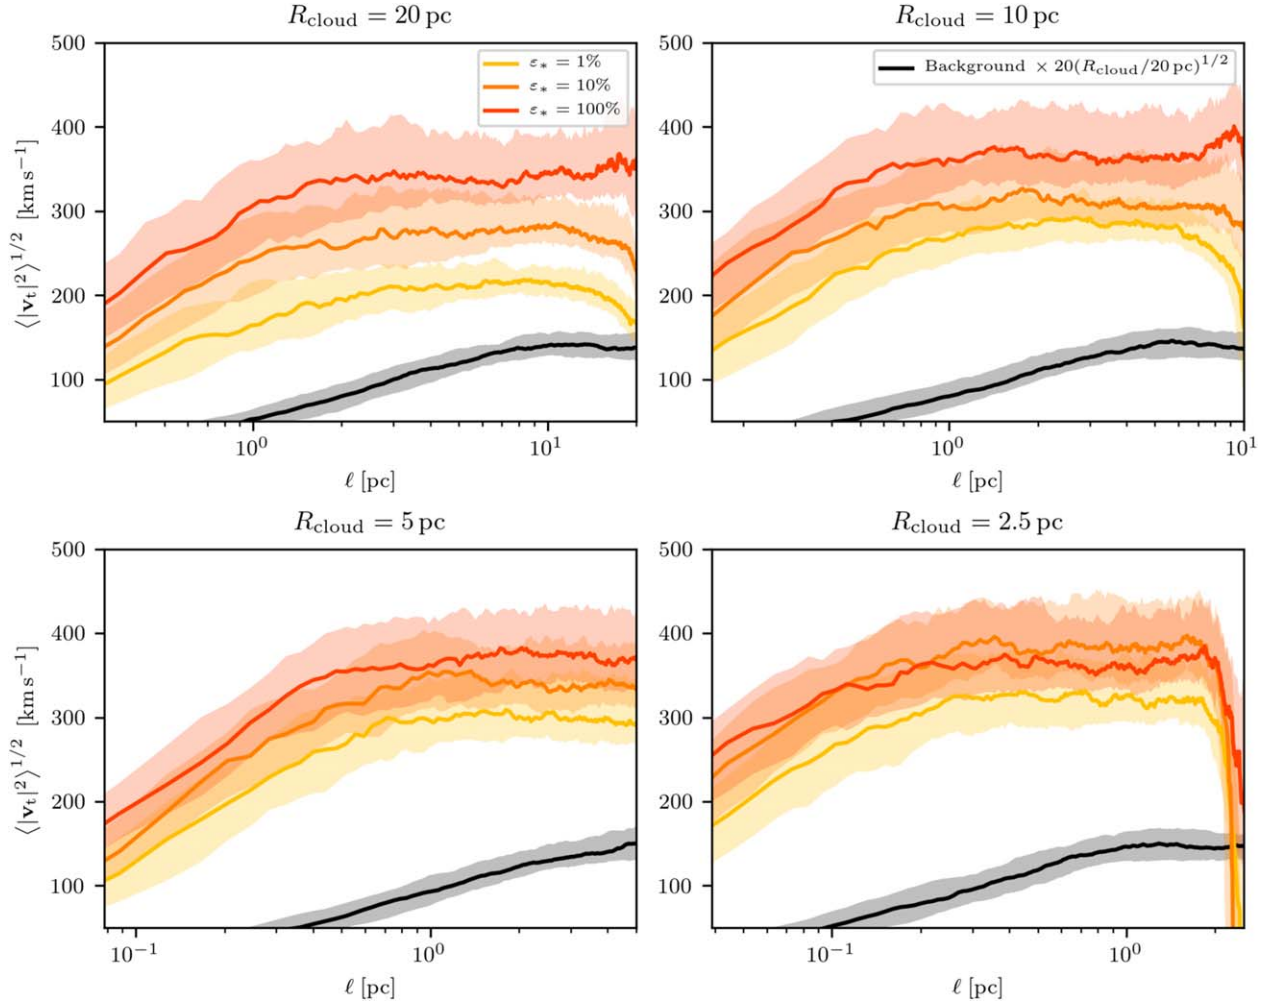 R_cloud = 20 pc
R_cloud = 10 pc
500
400
300
200
100
⟨|v_t|^2⟩^{1/2} [km s^{-1}]
ε_* = 1%
ε_* = 10%
ε_* = 100%
10^0
10^1
ℓ [pc]
500
400
300
200
100
Background × 20(R_cloud/20 pc)^{1/2}
10^0
10^1
ℓ [pc]
R_cloud = 5 pc
R_cloud = 2.5 pc
500
400
300
200
100
⟨|v_t|^2⟩^{1/2} [km s^{-1}]
10^{-1}
10^0
ℓ [pc]
500
400
300
200
100
10^{-1}
10^0
ℓ [pc]